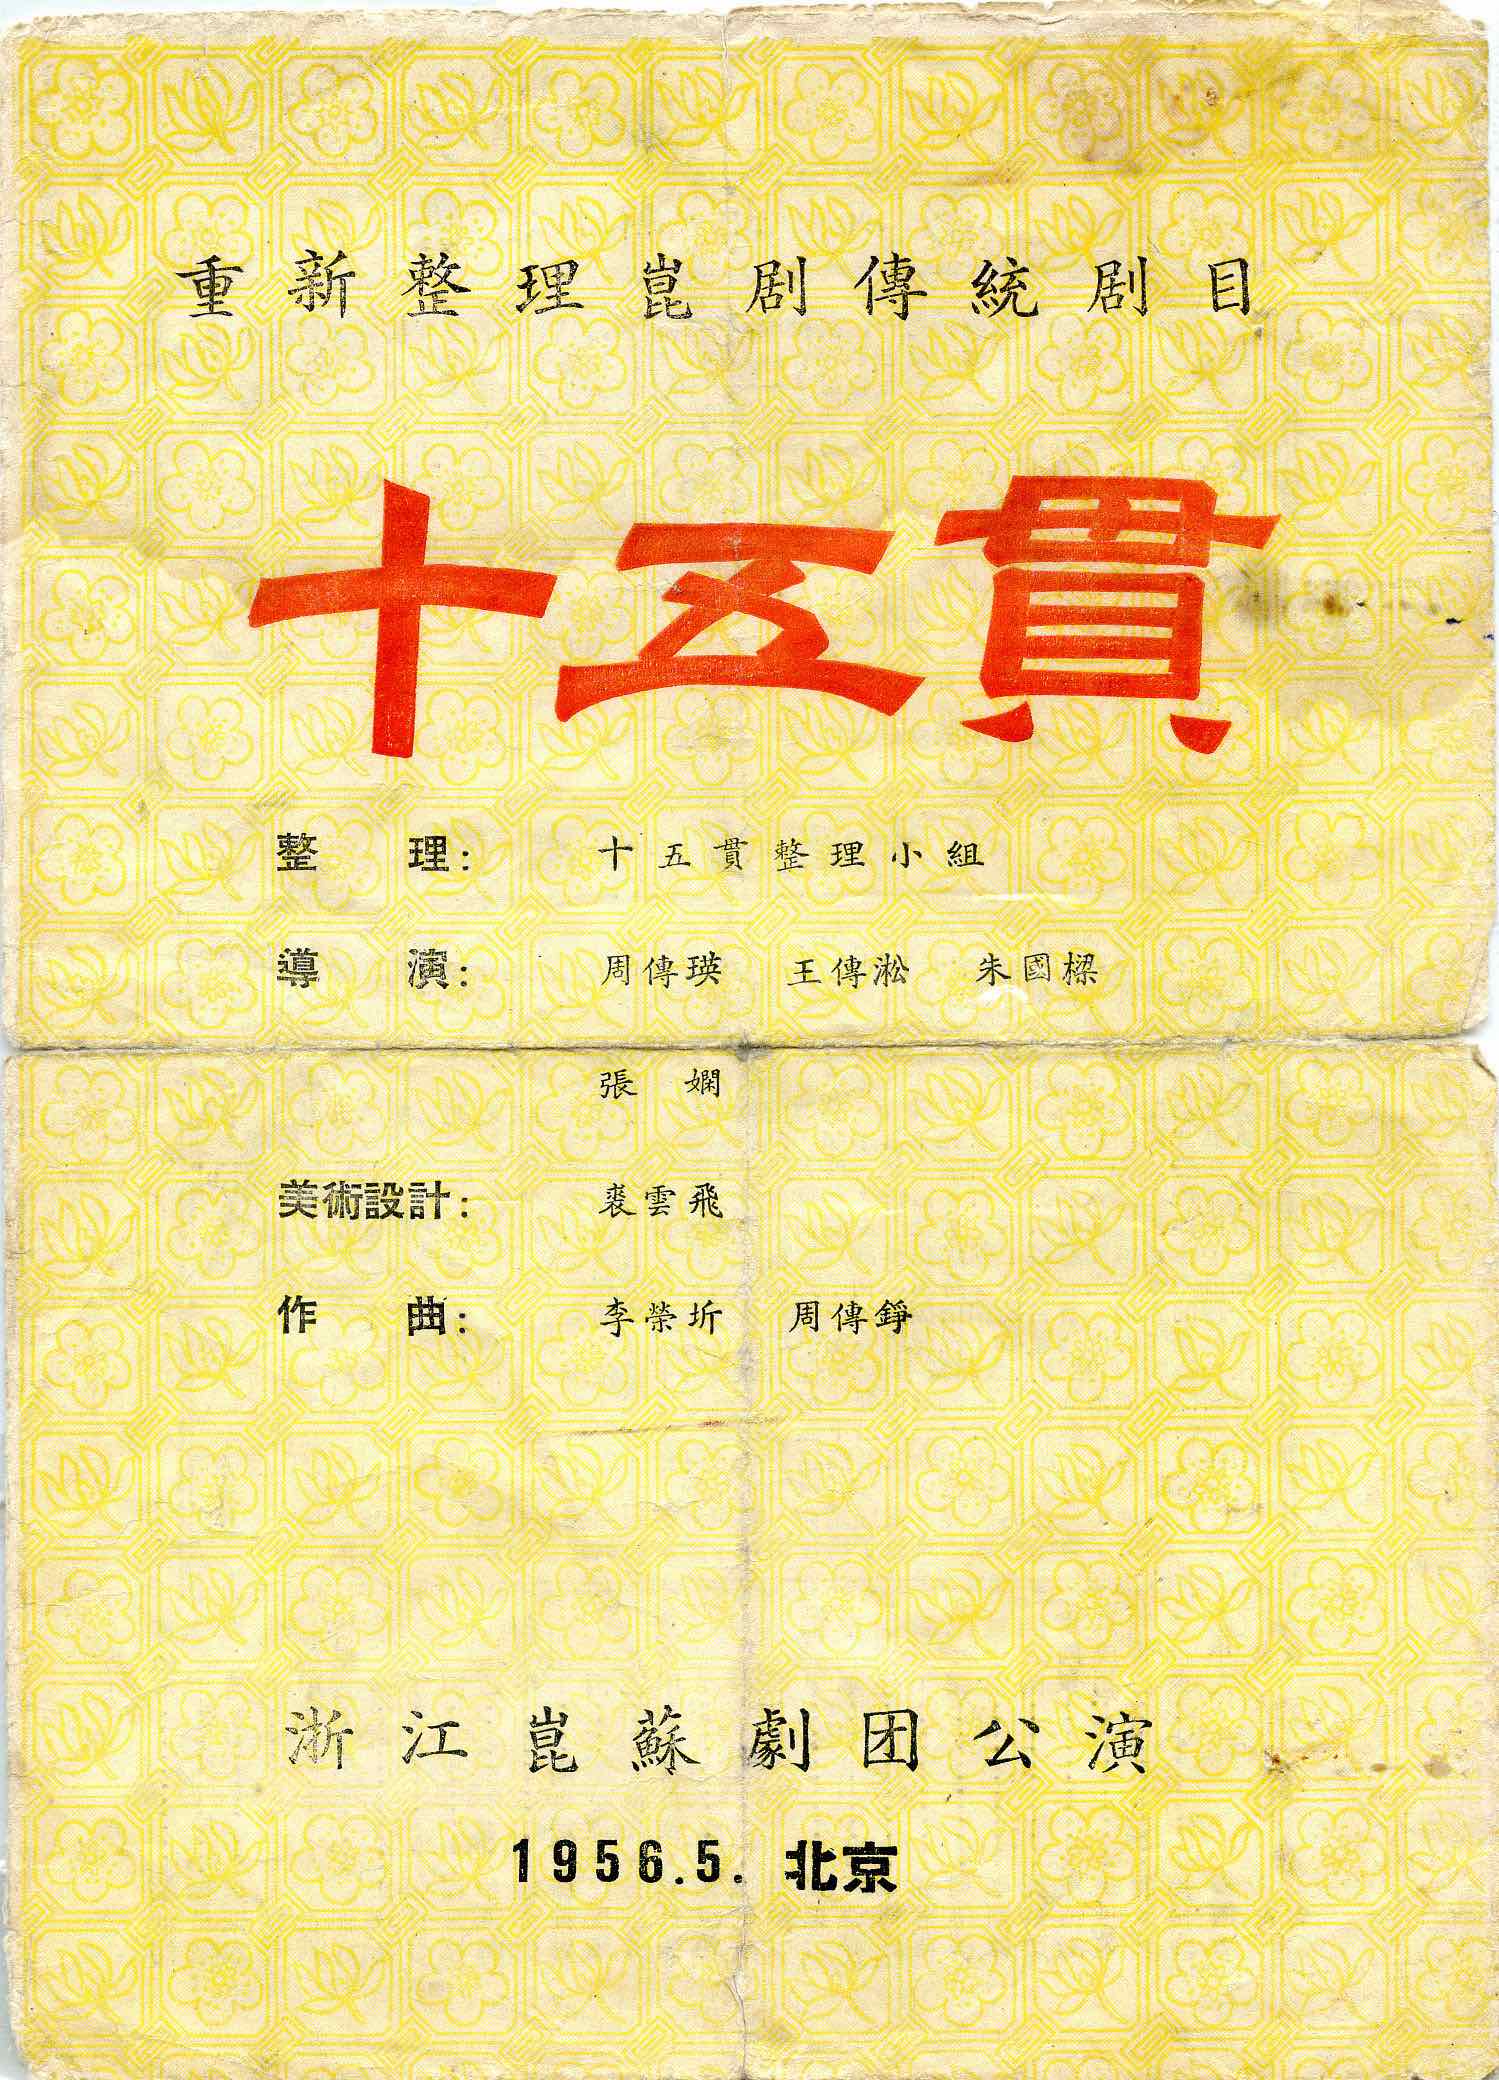 重新整理崑剧傳統剧目
十五貫
整理: 十五貫整理小組
導演: 周傳瑛 王傳淞 朱國樑
張嫻
美術設計: 裘雲飛
作曲: 李榮圻 周傳錚
浙江崑蘇劇团公演
1956.5. 北京